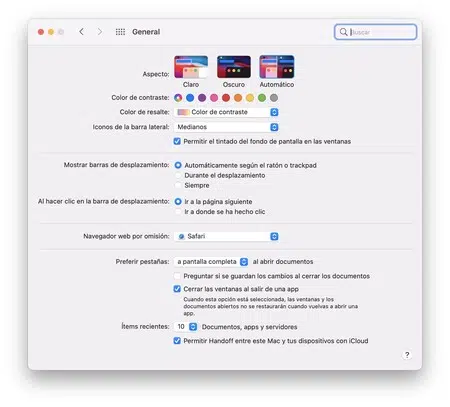 General
Buscar
Aspecto:
Claro Oscuro Automático
Color de contraste:
Color de resalte: Color de contraste
Iconos de la barra lateral: Medianos
Permitir el tintado del fondo de pantalla en las ventanas
Mostrar barras de desplazamiento: Automáticamente según el ratón o trackpad
Durante el desplazamiento
Siempre
Al hacer clic en la barra de desplazamiento: Ir a la página siguiente
Ir a donde se ha hecho clic
Navegador web por omisión: Safari
Preferir pestañas: a pantalla completa al abrir documentos
Preguntar si se guardan los cambios al cerrar los documentos
Cerrar las ventanas al salir de una app
Cuando esta opción está seleccionada, las ventanas y los
documentos abiertos no se restaurarán cuando vuelvas a abrir una
app.
Ítems recientes: 10 Documentos, apps y servidores
Permitir Handoff entre este Mac y tus dispositivos con iCloud
?